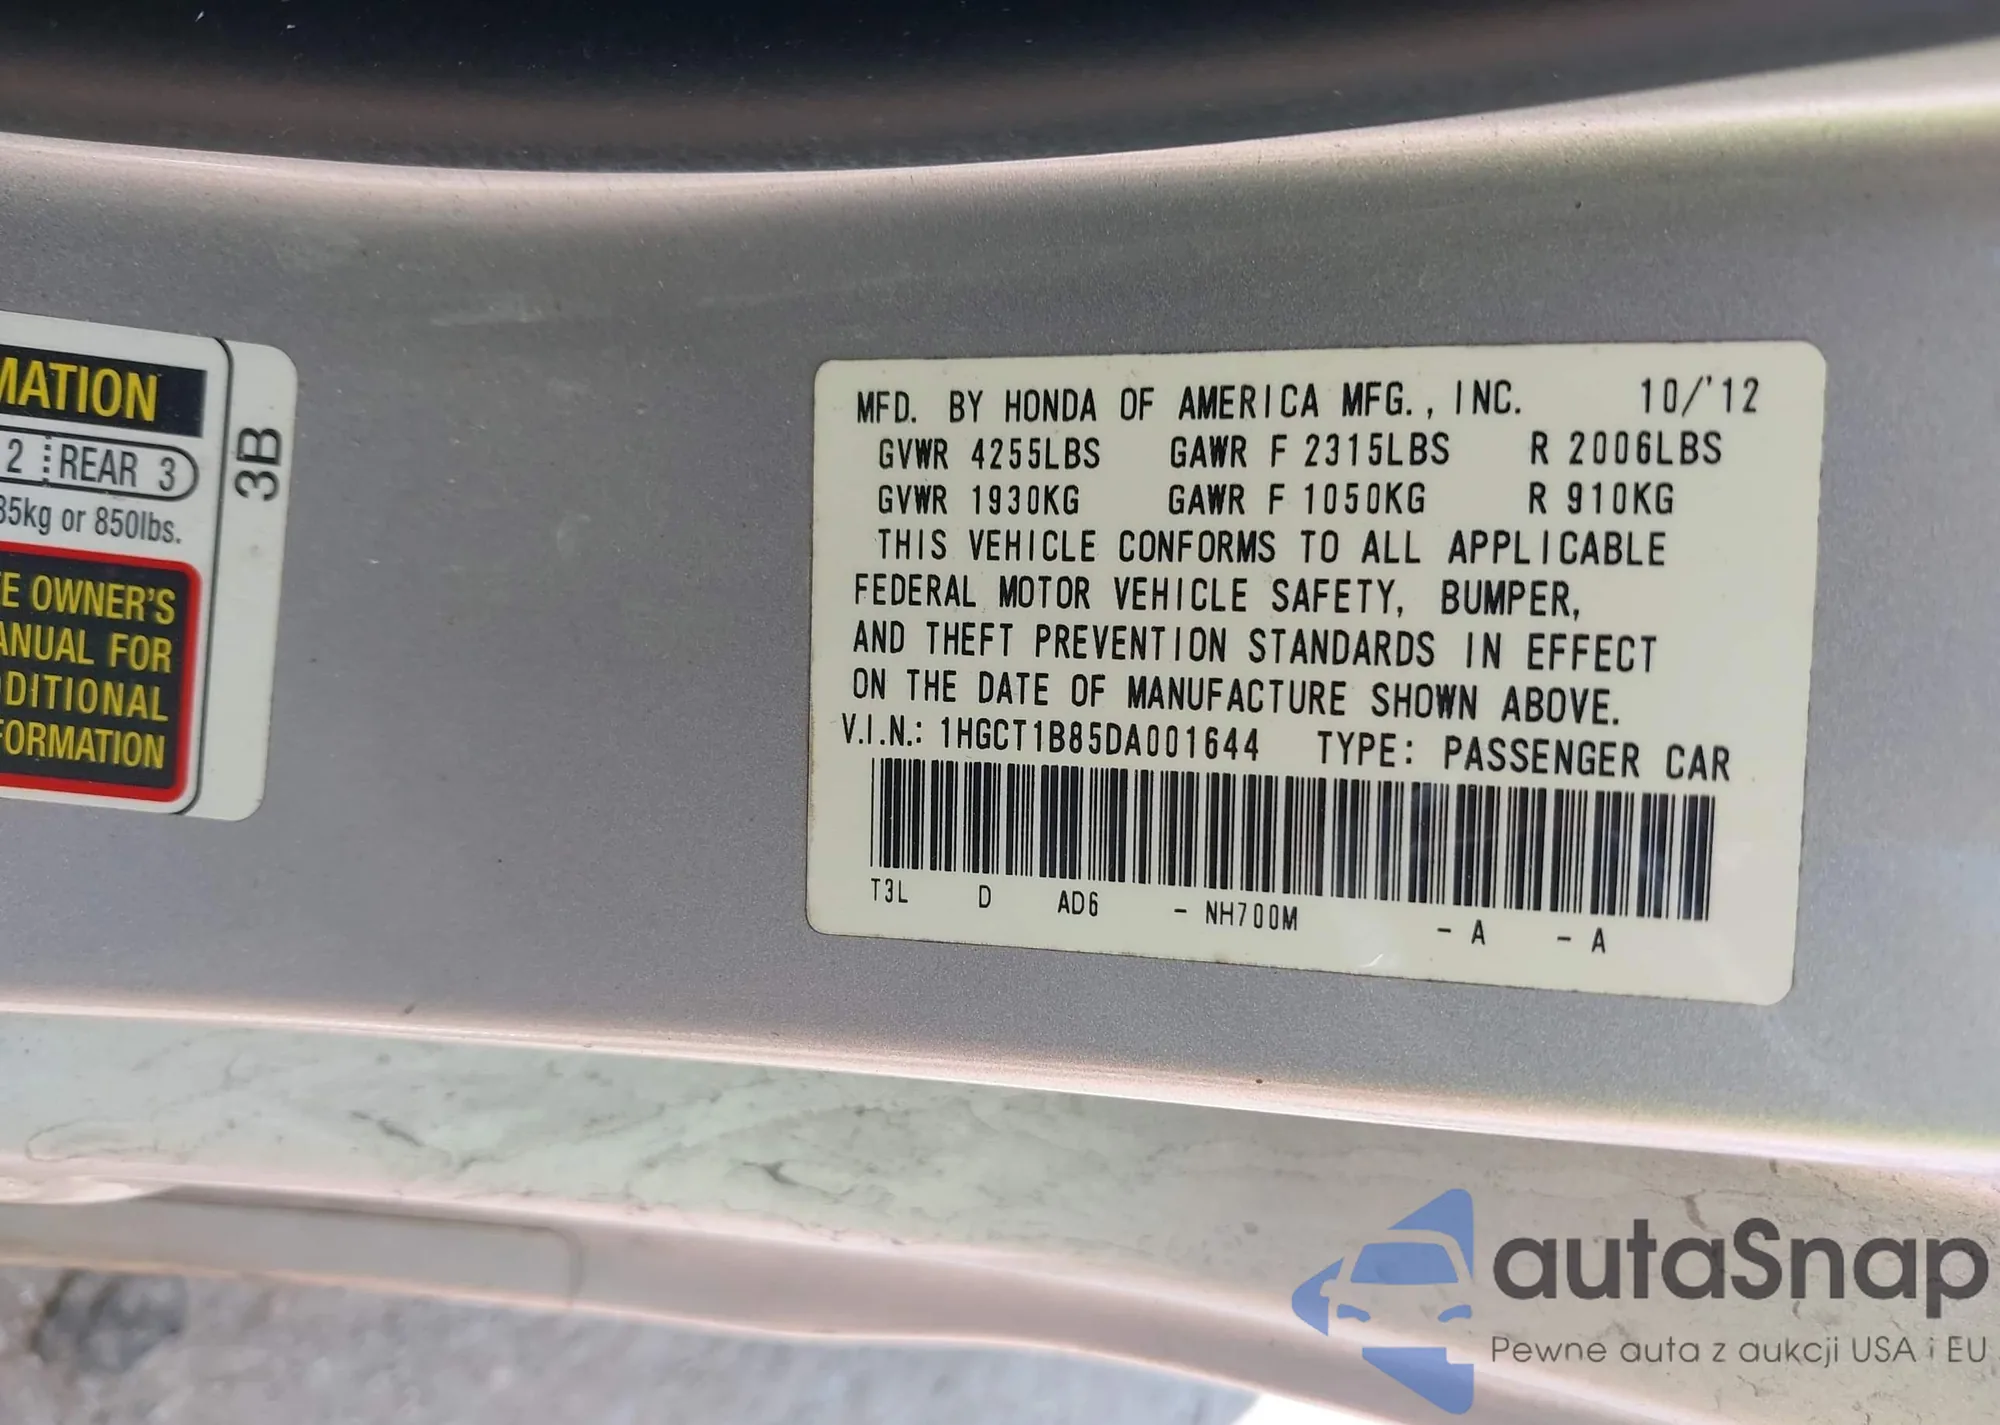 MATION
2 REAR 3
35kg or 850lbs.
OWNER'S
ANUAL FOR
DITIONAL
FORMATION
3B
MFD. BY HONDA OF AMERICA MFG., INC. 10/'12
GVWR 4255LBS GAWR F 2315LBS R 2006LBS
GVWR 1930KG GAWR F 1050KG R 910KG
THIS VEHICLE CONFORMS TO ALL APPLICABLE
FEDERAL MOTOR VEHICLE SAFETY, BUMPER,
AND THEFT PREVENTION STANDARDS IN EFFECT
ON THE DATE OF MANUFACTURE SHOWN ABOVE.
V.I.N.: 1HGCT1B85DA001644 TYPE: PASSENGER CAR
T3L D AD6 - NH700M - A - A
autaSnap
Pewne auta z aukcji USA i EU